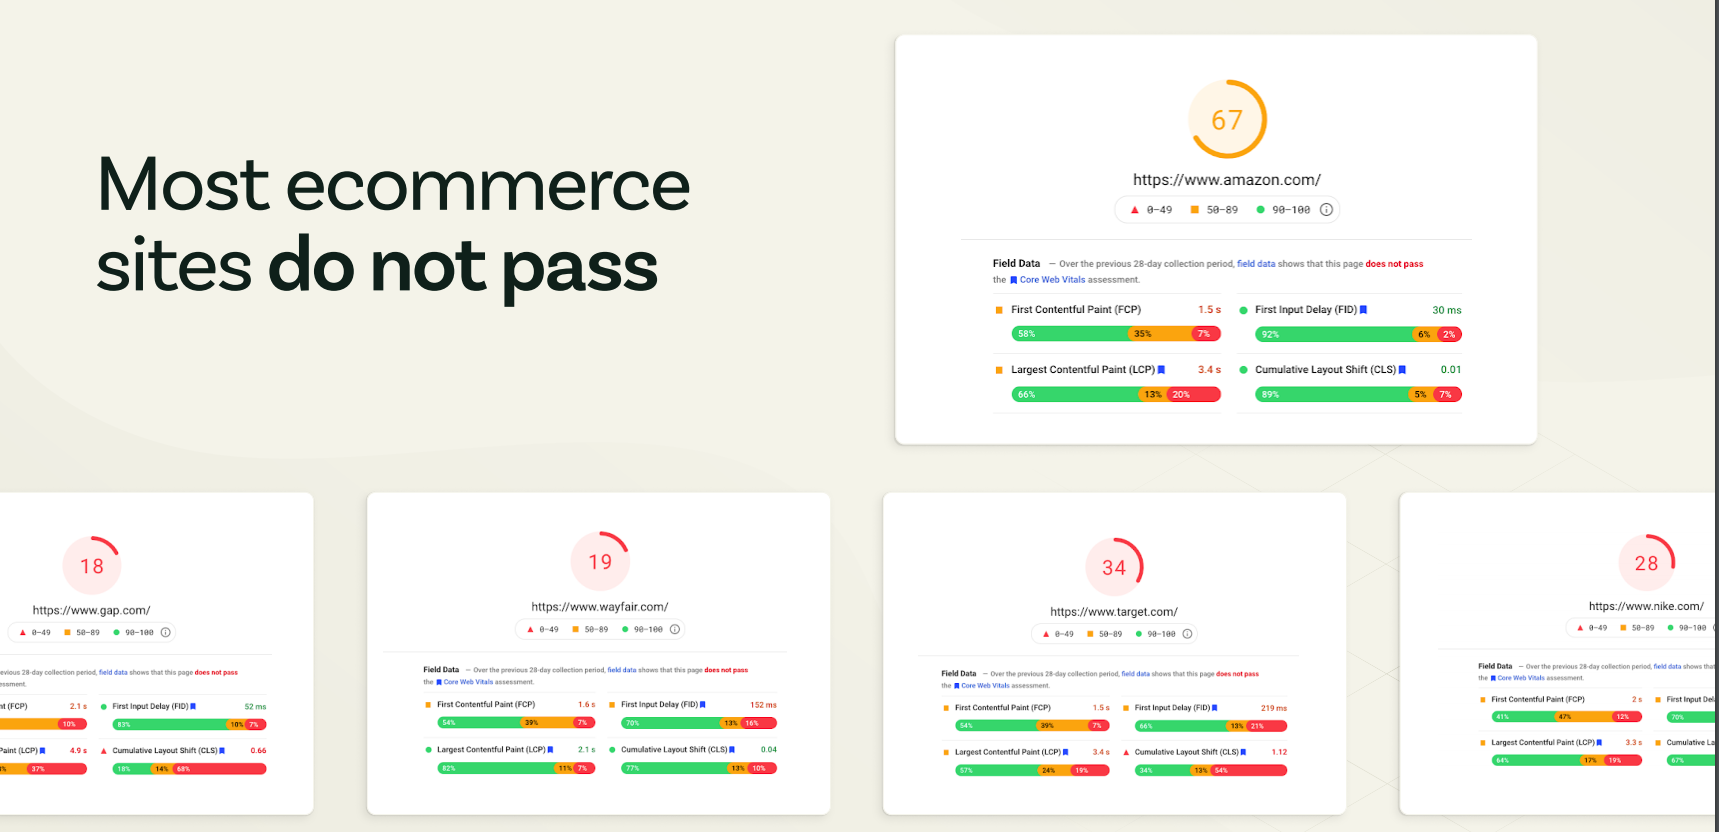 Most ecommerce
sites do not pass
67
https://www.amazon.com/
0–49 50–89 90–100
Field Data — Over the previous 28-day collection period, field data shows that this page does not pass
the Core Web Vitals assessment.
First Contentful Paint (FCP) 1.5 s
58% 35% 7%
First Input Delay (FID) 30 ms
92% 6% 2%
Largest Contentful Paint (LCP) 3.4 s
66% 13% 20%
Cumulative Layout Shift (CLS) 0.01
89% 5% 7%
18
https://www.gap.com/
0–49 50–89 90–100
evious 28-day collection period, field data shows that this page does not pass
essment.
nt (FCP) 2.1 s
10%
First Input Delay (FID) 52 ms
83% 10% 7%
Paint (LCP) 4.9 s
37%
Cumulative Layout Shift (CLS) 0.66
18% 14% 68%
19
https://www.wayfair.com/
0–49 50–89 90–100
Field Data — Over the previous 28-day collection period, field data shows that this page does not pass
the Core Web Vitals assessment.
First Contentful Paint (FCP) 1.6 s
54% 39% 7%
First Input Delay (FID) 152 ms
70% 13% 16%
Largest Contentful Paint (LCP) 2.1 s
82% 11% 7%
Cumulative Layout Shift (CLS) 0.04
77% 13% 10%
34
https://www.target.com/
0–49 50–89 90–100
Field Data — Over the previous 28-day collection period, field data shows that this page does not pass
the Core Web Vitals assessment.
First Contentful Paint (FCP) 1.5 s
54% 39% 7%
First Input Delay (FID) 219 ms
66% 13% 21%
Largest Contentful Paint (LCP) 3.4 s
57% 24% 19%
Cumulative Layout Shift (CLS) 1.12
34% 13% 54%
28
https://www.nike.com/
0–49 50–89 90–100
Field Data — Over the previous 28-day collection period, field data shows that
the Core Web Vitals assessment.
First Contentful Paint (FCP) 2 s
41% 47% 12%
First Input Dela
70%
Largest Contentful Paint (LCP) 3.3 s
64% 17% 19%
Cumulative La
67%